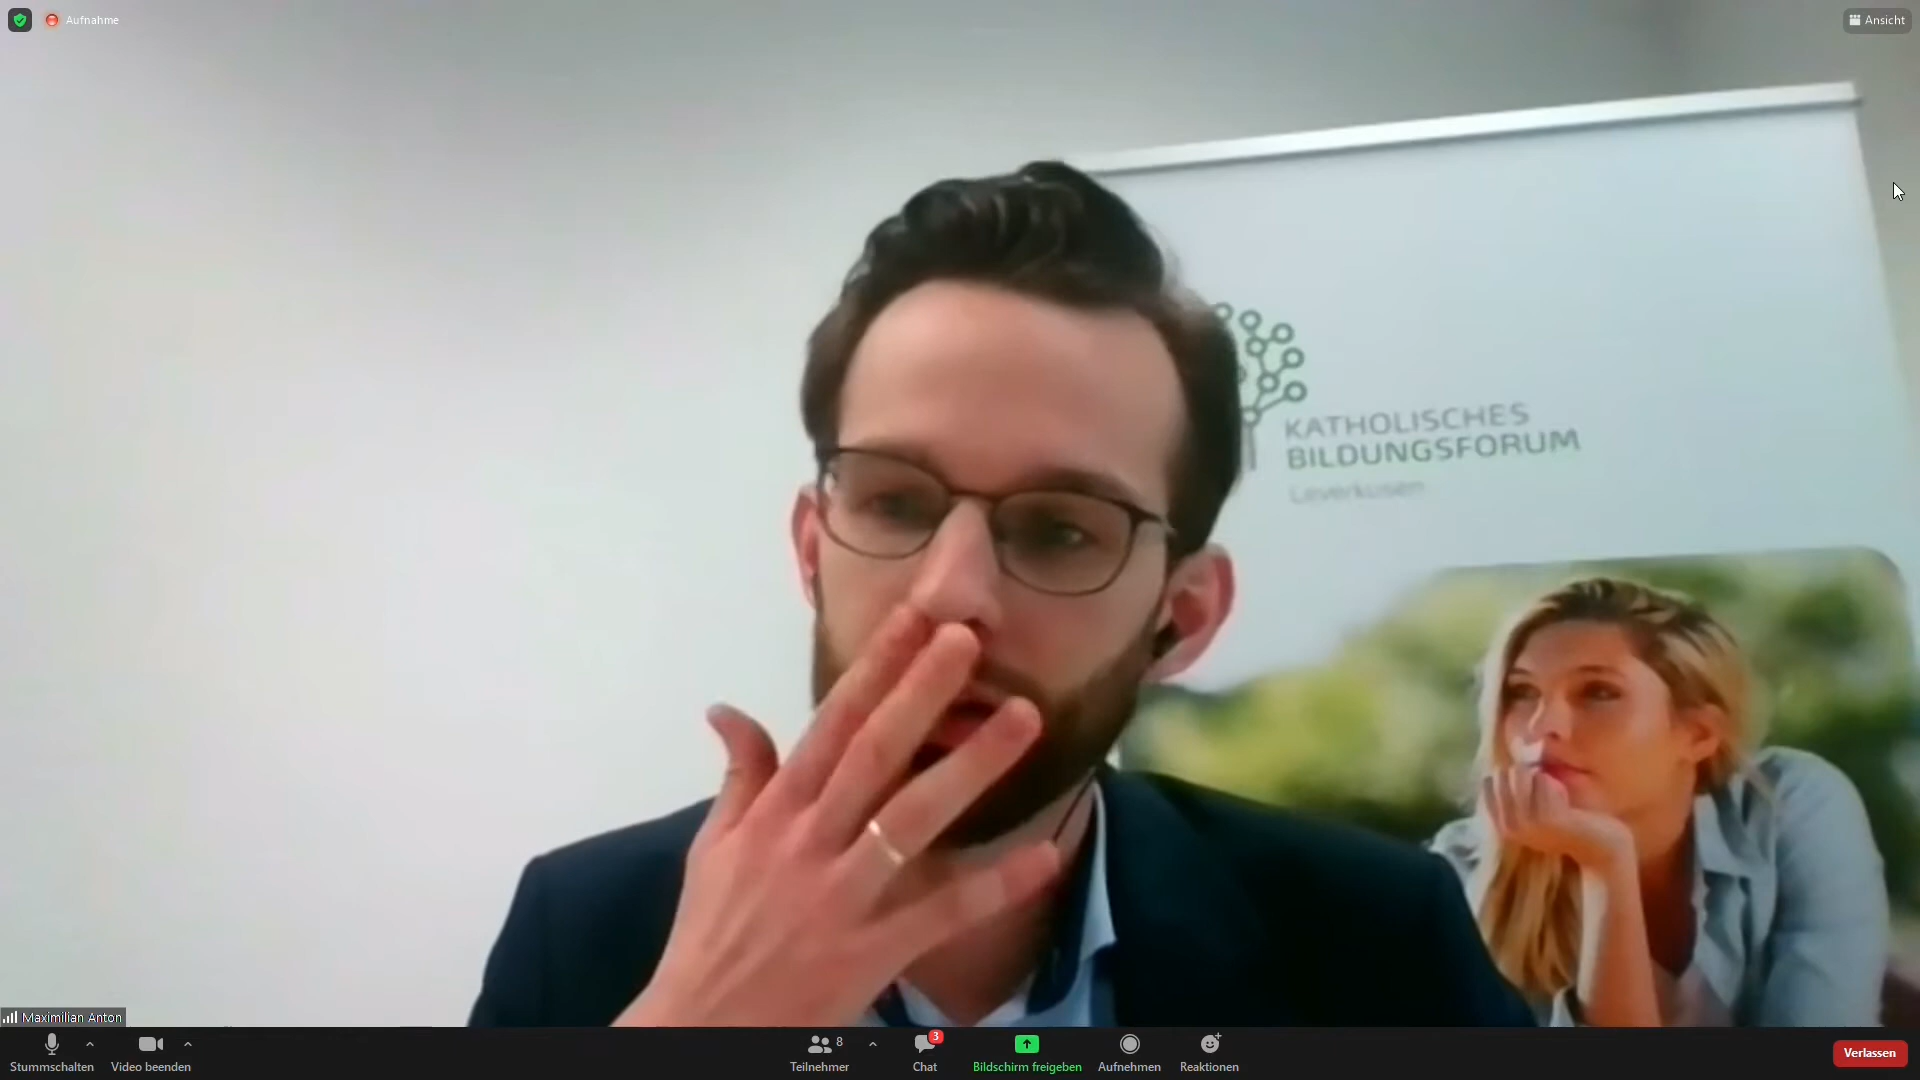 Aufnahme
Ansicht
KATHOLISCHES
BILDUNGSFORUM
Leverkusen
Maximilian Anton
Stummschalten
Video beenden
8
Teilnehmer
3
Chat
Bildschirm freigeben
Aufnehmen
Reaktionen
Verlassen